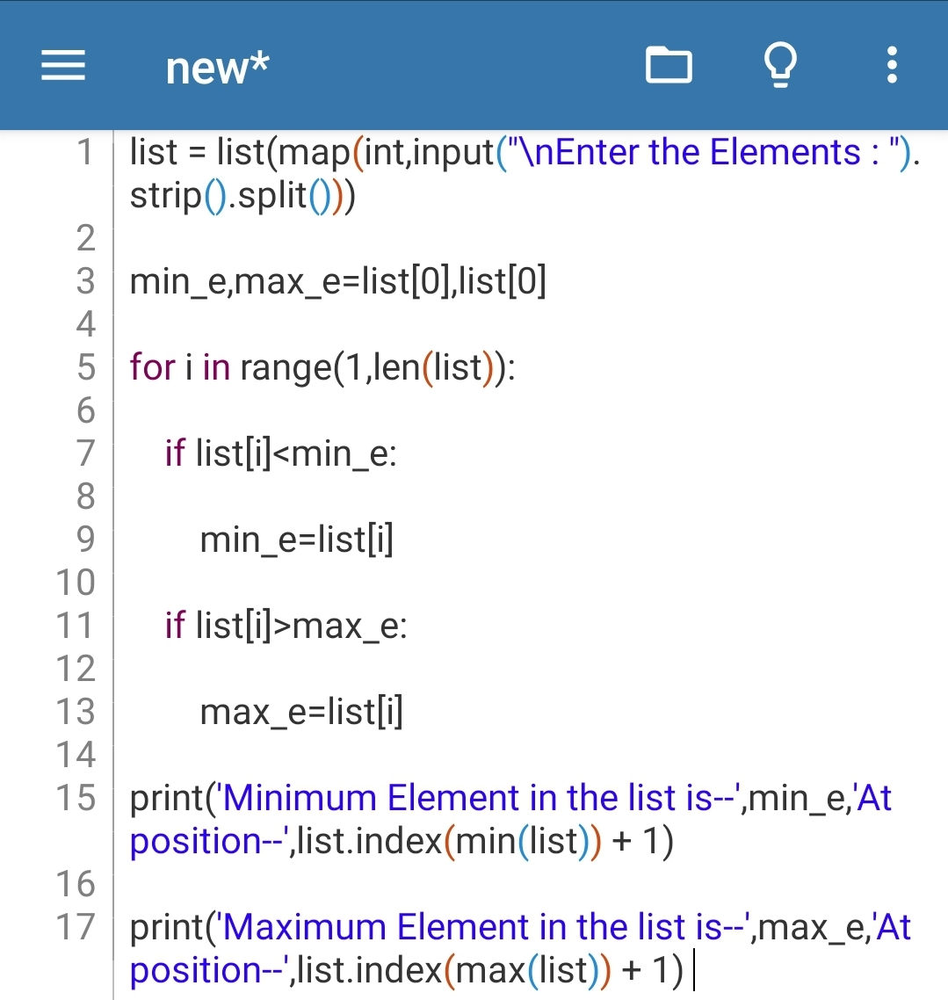 new*
1 list = list(map(int,input("\nEnter the Elements : ").
strip().split()))
2
3 min_e,max_e=list[0],list[0]
4
5 for i in range(1,len(list)):
6
7 if list[i]<min_e:
8
9 min_e=list[i]
10
11 if list[i]>max_e:
12
13 max_e=list[i]
14
15 print('Minimum Element in the list is--',min_e,'At
position--',list.index(min(list)) + 1)
16
17 print('Maximum Element in the list is--',max_e,'At
position--',list.index(max(list)) + 1)